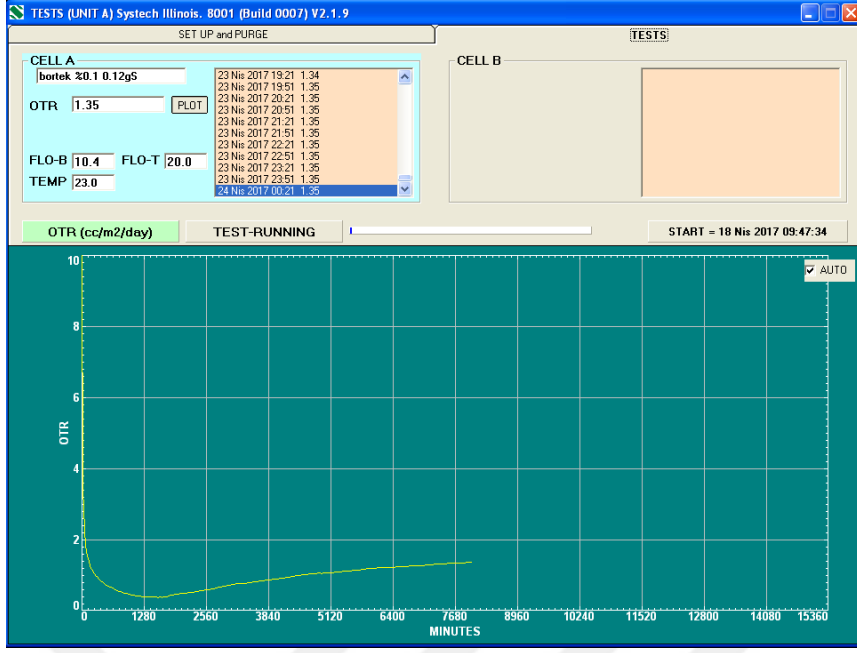 TESTS (UNIT A) Systech Illinois. 8001 (Build 0007) V2.1.9
SET UP and PURGE
TESTS
CELL A
bortek %0.1 0.12gS
OTR 1.35 PLOT
FLO-B 10.4 FLO-T 20.0
TEMP 23.0
23 Nis 2017 19:21 1.34
23 Nis 2017 19:51 1.35
23 Nis 2017 20:21 1.35
23 Nis 2017 20:51 1.35
23 Nis 2017 21:21 1.35
23 Nis 2017 21:51 1.35
23 Nis 2017 22:21 1.35
23 Nis 2017 22:51 1.35
23 Nis 2017 23:21 1.35
23 Nis 2017 23:51 1.35
24 Nis 2017 00:21 1.35
CELL B
OTR (cc/m2/day)
TEST-RUNNING
START = 18 Nis 2017 09:47:34
AUTO
10
8
6
4
2
0
OTR
0 1280 2560 3840 5120 6400 7680 8960 10240 11520 12800 14080 15360
MINUTES